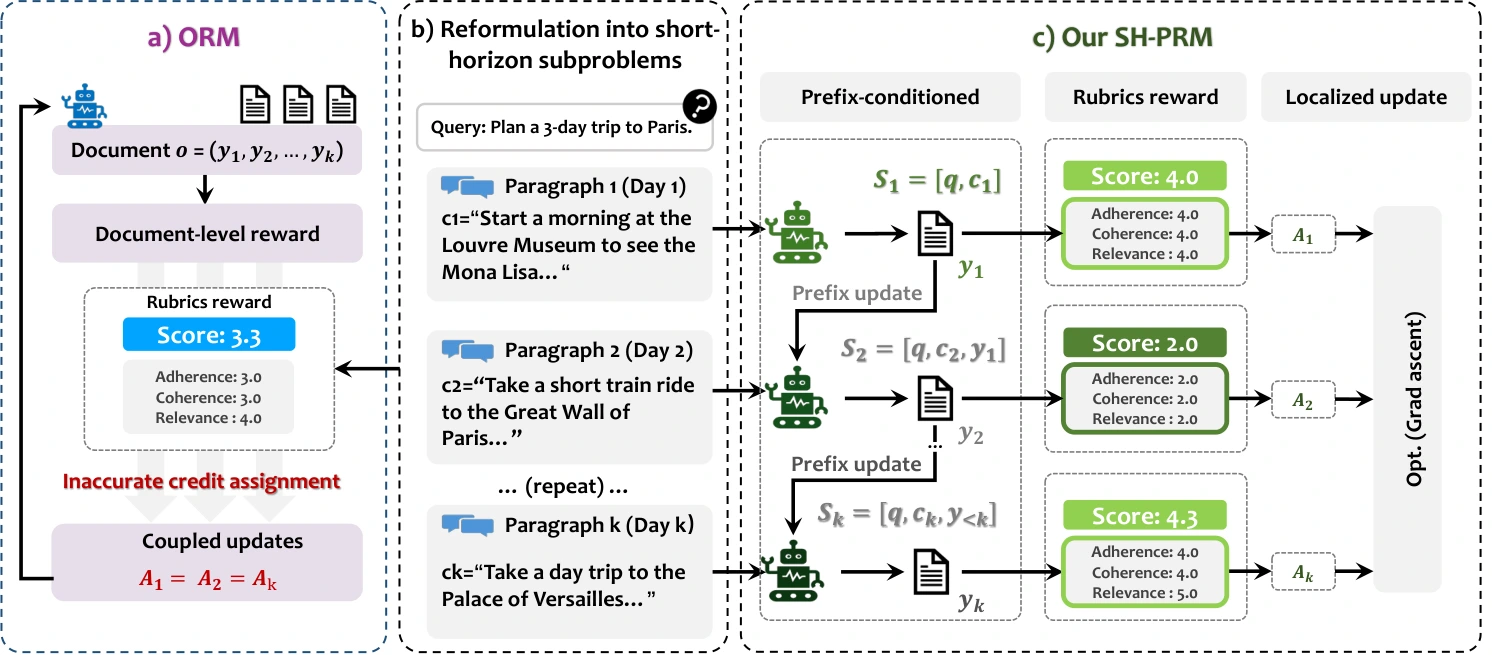 a) ORM
Document o = (y₁, y₂, ..., yₖ)
Document-level reward
Rubrics reward
Score: 3.3
Adherence: 3.0
Coherence: 3.0
Relevance : 4.0
Inaccurate credit assignment
Coupled updates
A₁ = A₂ = Aₖ
b) Reformulation into short-
horizon subproblems
?
Query: Plan a 3-day trip to Paris.
Paragraph 1 (Day 1)
c1=“Start a morning at the
Louvre Museum to see the
Mona Lisa... “
Paragraph 2 (Day 2)
c2=“Take a short train ride
to the Great Wall of
Paris...”
... (repeat) ...
Paragraph k (Day k)
ck=“Take a day trip to the
Palace of Versailles... ”
c) Our SH-PRM
Prefix-conditioned
Rubrics reward
Localized update
S₁ = [q, c₁]
y₁
Prefix update
S₂ = [q, c₂, y₁]
y₂
...
Prefix update
Sₖ = [q, cₖ, y<ₖ]
yₖ
Score: 4.0
Adherence: 4.0
Coherence: 4.0
Relevance : 4.0
Score: 2.0
Adherence: 2.0
Coherence: 2.0
Relevance : 2.0
Score: 4.3
Adherence: 4.0
Coherence: 4.0
Relevance : 5.0
A₁
A₂
Aₖ
Opt. (Grad ascent)